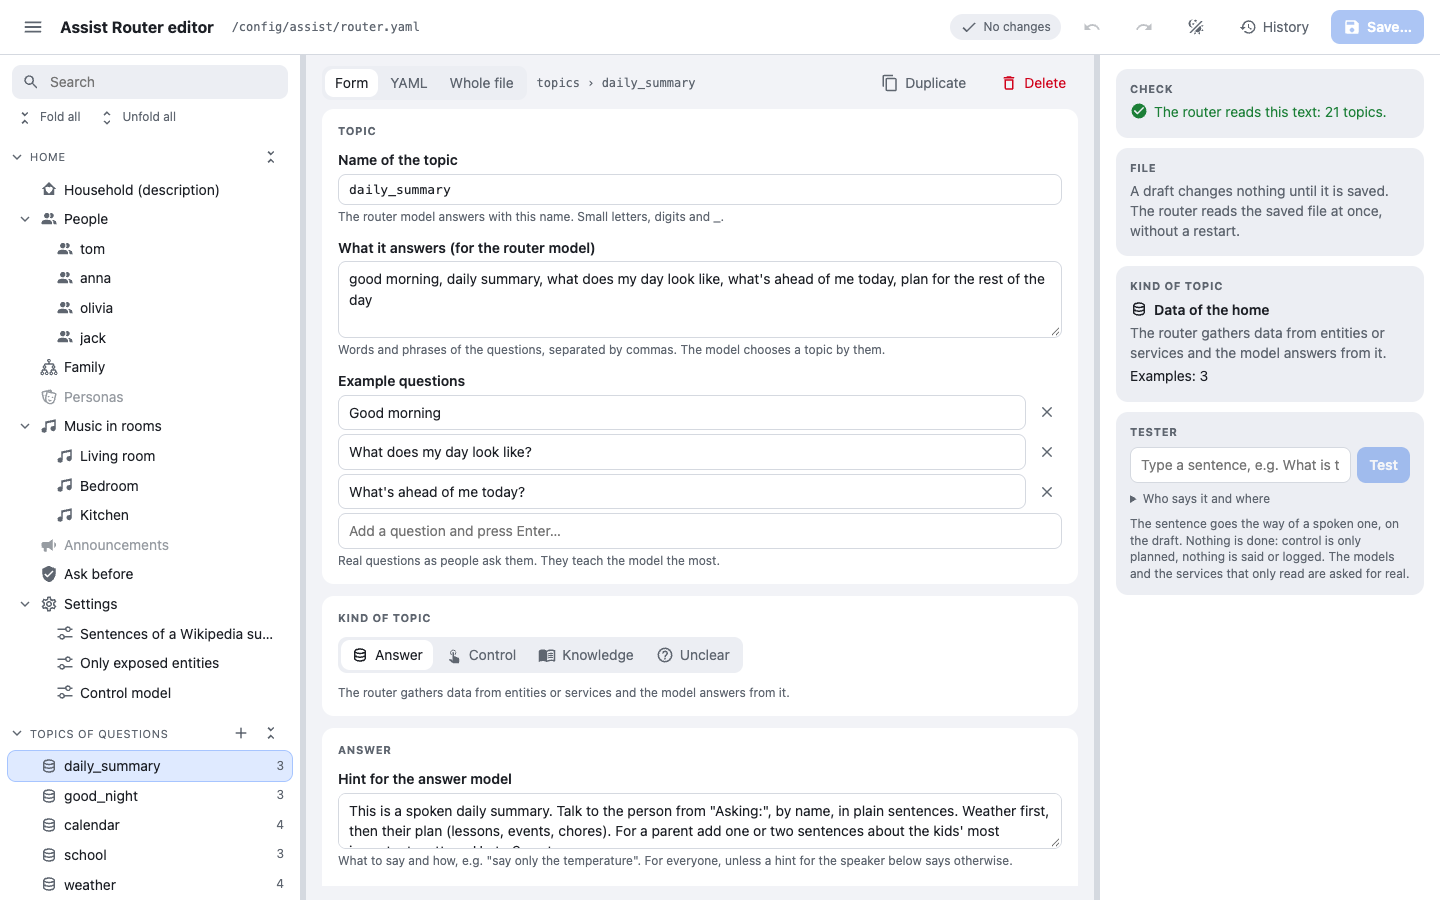 Assist Router editor
/config/assist/router.yaml
No changes
History
Save...
Search
Fold all
Unfold all
HOME
Household (description)
People
tom
anna
olivia
jack
Family
Personas
Music in rooms
Living room
Bedroom
Kitchen
Announcements
Ask before
Settings
Sentences of a Wikipedia su...
Only exposed entities
Control model
TOPICS OF QUESTIONS
daily_summary 3
good_night 3
calendar 4
school 3
weather 4
Form
YAML
Whole file
topics › daily_summary
Duplicate
Delete
TOPIC
Name of the topic
daily_summary
The router model answers with this name. Small letters, digits and _.
What it answers (for the router model)
good morning, daily summary, what does my day look like, what's ahead of me today, plan for the rest of the
day
Words and phrases of the questions, separated by commas. The model chooses a topic by them.
Example questions
Good morning
What does my day look like?
What's ahead of me today?
Add a question and press Enter...
Real questions as people ask them. They teach the model the most.
KIND OF TOPIC
Answer
Control
Knowledge
Unclear
The router gathers data from entities or services and the model answers from it.
ANSWER
Hint for the answer model
This is a spoken daily summary. Talk to the person from "Asking:", by name, in plain sentences. Weather first,
then their plan (lessons, events, chores). For a parent add one or two sentences about the kids' most
What to say and how, e.g. "say only the temperature". For everyone, unless a hint for the speaker below says otherwise.
CHECK
The router reads this text: 21 topics.
FILE
A draft changes nothing until it is saved.
The router reads the saved file at once,
without a restart.
KIND OF TOPIC
Data of the home
The router gathers data from entities or
services and the model answers from it.
Examples: 3
TESTER
Type a sentence, e.g. What is t
Test
Who says it and where
The sentence goes the way of a spoken one, on
the draft. Nothing is done: control is only
planned, nothing is said or logged. The models
and the services that only read are asked for real.